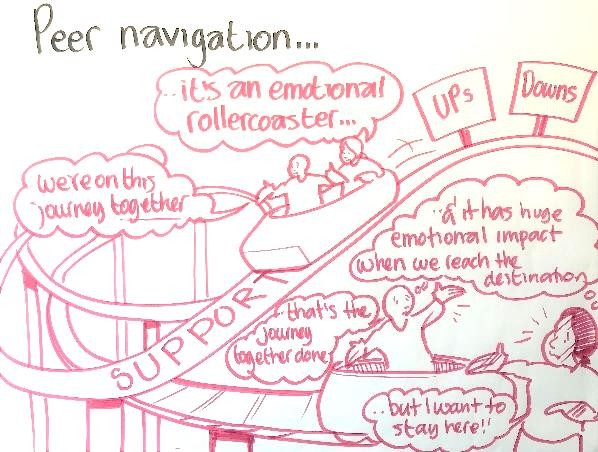 Peer navigation...
..it's an emotional
rollercoaster...
UPs
Downs
we're on this
journey together
SUPPORT
..a' it has huge
emotional impact
when we reach the
destination
that's the
journey
together done
..but I want to
stay here!!